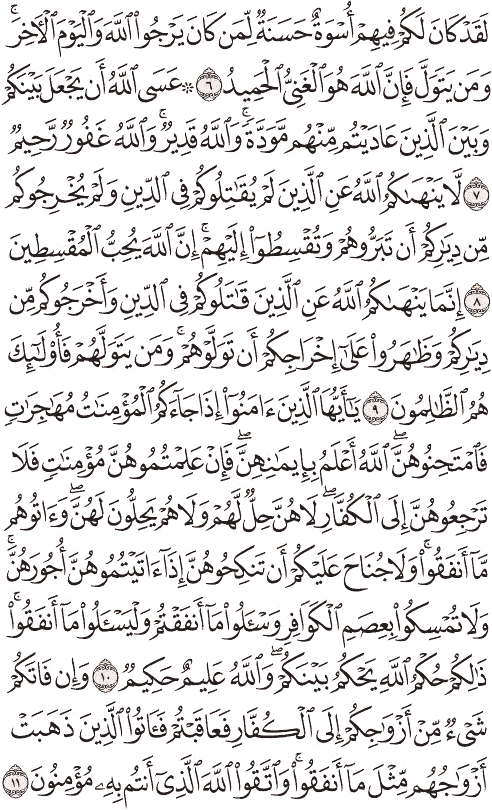 لَقَدۡ كَانَ لَكُمۡ فِيهِمۡ أُسۡوَةٌ حَسَنَةٞ لِّمَن كَانَ يَرۡجُواْ ٱللَّهَ وَٱلۡيَوۡمَ ٱلۡأٓخِرَۚ
وَمَن يَتَوَلَّ فَإِنَّ ٱللَّهَ هُوَ ٱلۡغَنِيُّ ٱلۡحَمِيدُ ٦ ۞ عَسَى ٱللَّهُ أَن يَجۡعَلَ بَيۡنَكُمۡ
وَبَيۡنَ ٱلَّذِينَ عَادَيۡتُم مِّنۡهُم مَّوَدَّةٗۚ وَٱللَّهُ قَدِيرٞۚ وَٱللَّهُ غَفُورٞ رَّحِيمٞ
٧ لَّا يَنۡهَىٰكُمُ ٱللَّهُ عَنِ ٱلَّذِينَ لَمۡ يُقَٰتِلُوكُمۡ فِي ٱلدِّينِ وَلَمۡ يُخۡرِجُوكُم
مِّن دِيَٰرِكُمۡ أَن تَبَرُّوهُمۡ وَتُقۡسِطُوٓاْ إِلَيۡهِمۡۚ إِنَّ ٱللَّهَ يُحِبُّ ٱلۡمُقۡسِطِينَ
٨ إِنَّمَا يَنۡهَىٰكُمُ ٱللَّهُ عَنِ ٱلَّذِينَ قَٰتَلُوكُمۡ فِي ٱلدِّينِ وَأَخۡرَجُوكُم مِّن
دِيَٰرِكُمۡ وَظَٰهَرُواْ عَلَىٰٓ إِخۡرَاجِكُمۡ أَن تَوَلَّوۡهُمۡۚ وَمَن يَتَوَلَّهُمۡ فَأُوْلَٰٓئِكَ
هُمُ ٱلظَّٰلِمُونَ ٩ يَٰٓأَيُّهَا ٱلَّذِينَ ءَامَنُوٓاْ إِذَا جَآءَكُمُ ٱلۡمُؤۡمِنَٰتُ مُهَٰجِرَٰتٖ
فَٱمۡتَحِنُوهُنَّۖ ٱللَّهُ أَعۡلَمُ بِإِيمَٰنِهِنَّۖ فَإِنۡ عَلِمۡتُمُوهُنَّ مُؤۡمِنَٰتٖ فَلَا
تَرۡجِعُوهُنَّ إِلَى ٱلۡكُفَّارِۖ لَا هُنَّ حِلّٞ لَّهُمۡ وَلَا هُمۡ يَحِلُّونَ لَهُنَّۖ وَءَاتُوهُم
مَّآ أَنفَقُواْۚ وَلَا جُنَاحَ عَلَيۡكُمۡ أَن تَنكِحُوهُنَّ إِذَآ ءَاتَيۡتُمُوهُنَّ أُجُورَهُنَّۚ
وَلَا تُمۡسِكُواْ بِعِصَمِ ٱلۡكَوَافِرِ وَسۡـَٔلُواْ مَآ أَنفَقۡتُمۡ وَلۡيَسۡـَٔلُواْ مَآ أَنفَقُواْۚ
ذَٰلِكُمۡ حُكۡمُ ٱللَّهِ يَحۡكُمُ بَيۡنَكُمۡۖ وَٱللَّهُ عَلِيمٌ حَكِيمٞ ١٠ وَإِن فَاتَكُمۡ
شَيۡءٞ مِّنۡ أَزۡوَٰجِكُمۡ إِلَى ٱلۡكُفَّارِ فَعَاقَبۡتُمۡ فَـَٔاتُواْ ٱلَّذِينَ ذَهَبَتۡ
أَزۡوَٰجُهُم مِّثۡلَ مَآ أَنفَقُواْۚ وَٱتَّقُواْ ٱللَّهَ ٱلَّذِيٓ أَنتُم بِهِۦ مُؤۡمِنُونَ ١١